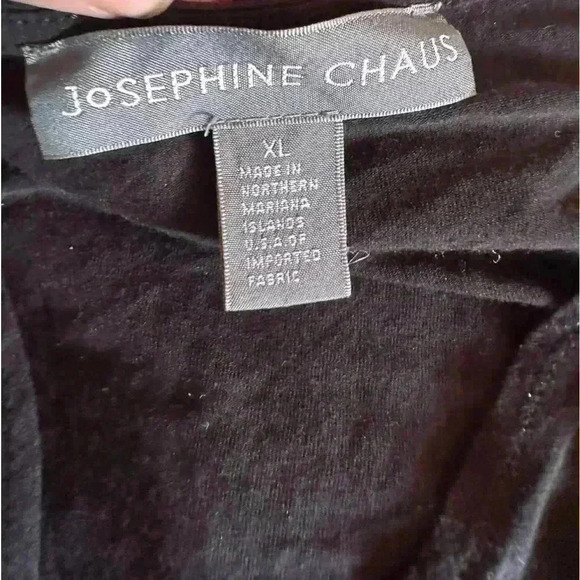 JoSEPHINE CHAUS
XL
MADE IN
NORTHERN
MARIANA
ISLANDS
U.S.A OF
IMPORTED
FABRIC